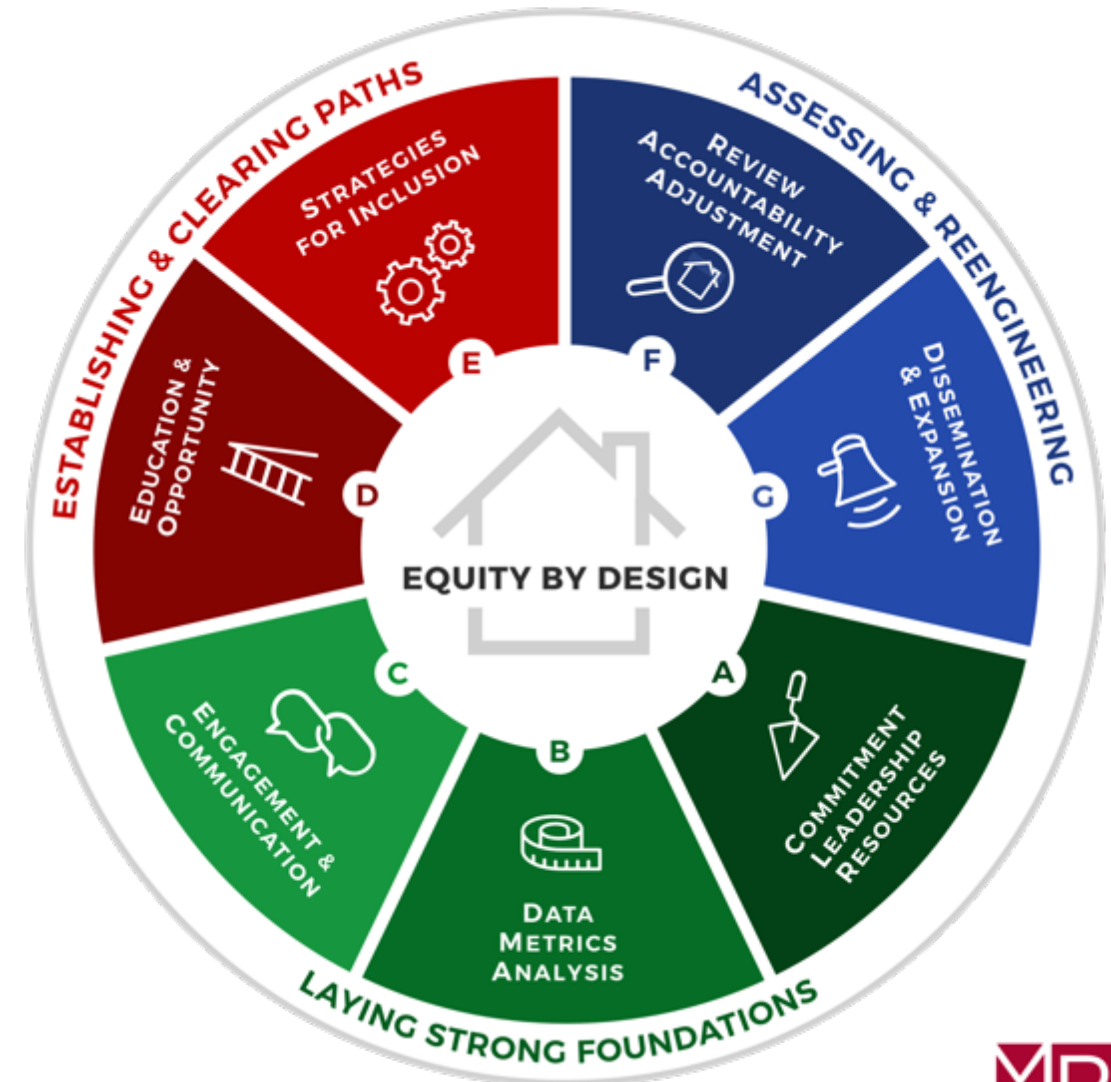 ESTABLISHING & CLEARING PATHS
ASSESSING & REENGINEERING
STRATEGIES
FOR INCLUSION
E
REVIEW
ACCOUNTABILITY
ADJUSTMENT
F
EDUCATION &
OPPORTUNITY
D
DISSEMINATION
& EXPANSION
G
EQUITY BY DESIGN
ENGAGEMENT &
COMMUNICATION
C
DATA
METRICS
ANALYSIS
B
COMMITMENT
LEADERSHIP
RESOURCES
A
LAYING STRONG FOUNDATIONS